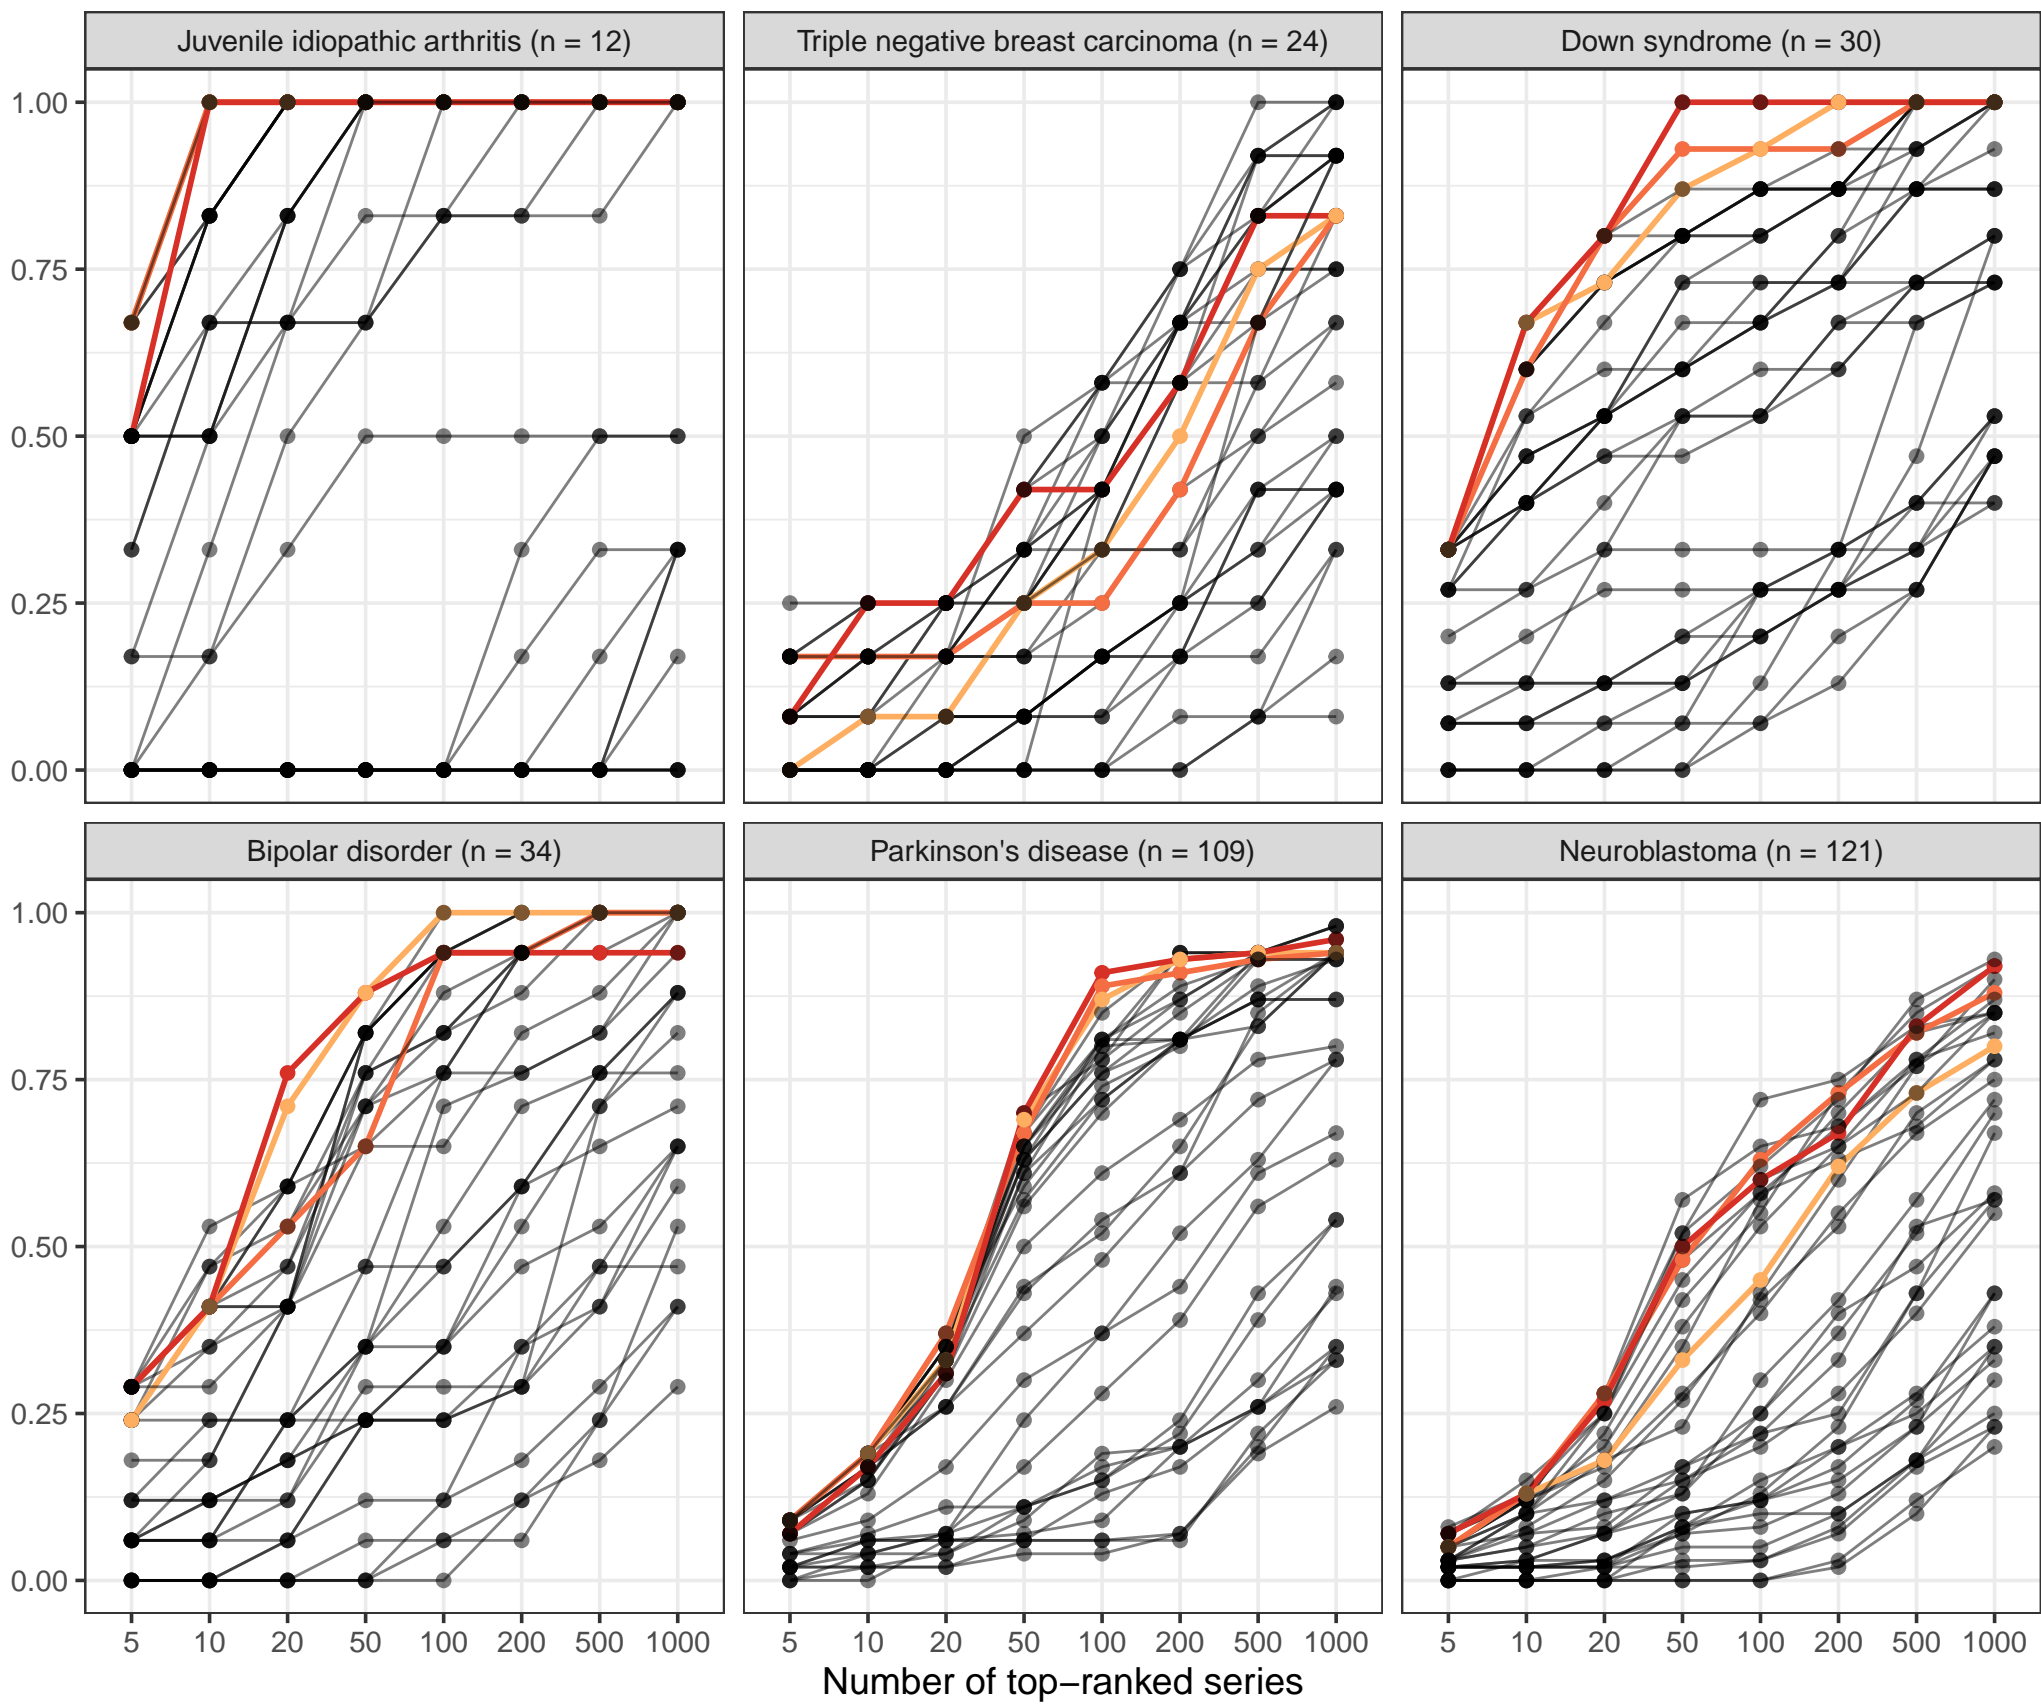 Juvenile idiopathic arthritis (n = 12)
Triple negative breast carcinoma (n = 24)
Down syndrome (n = 30)
1.00
0.75
0.50
0.25
0.00
Bipolar disorder (n = 34)
Parkinson's disease (n = 109)
Neuroblastoma (n = 121)
1.00
0.75
0.50
0.25
0.00
5 10 20 50 100 200 500 1000
5 10 20 50 100 200 500 1000
5 10 20 50 100 200 500 1000
Number of top−ranked series